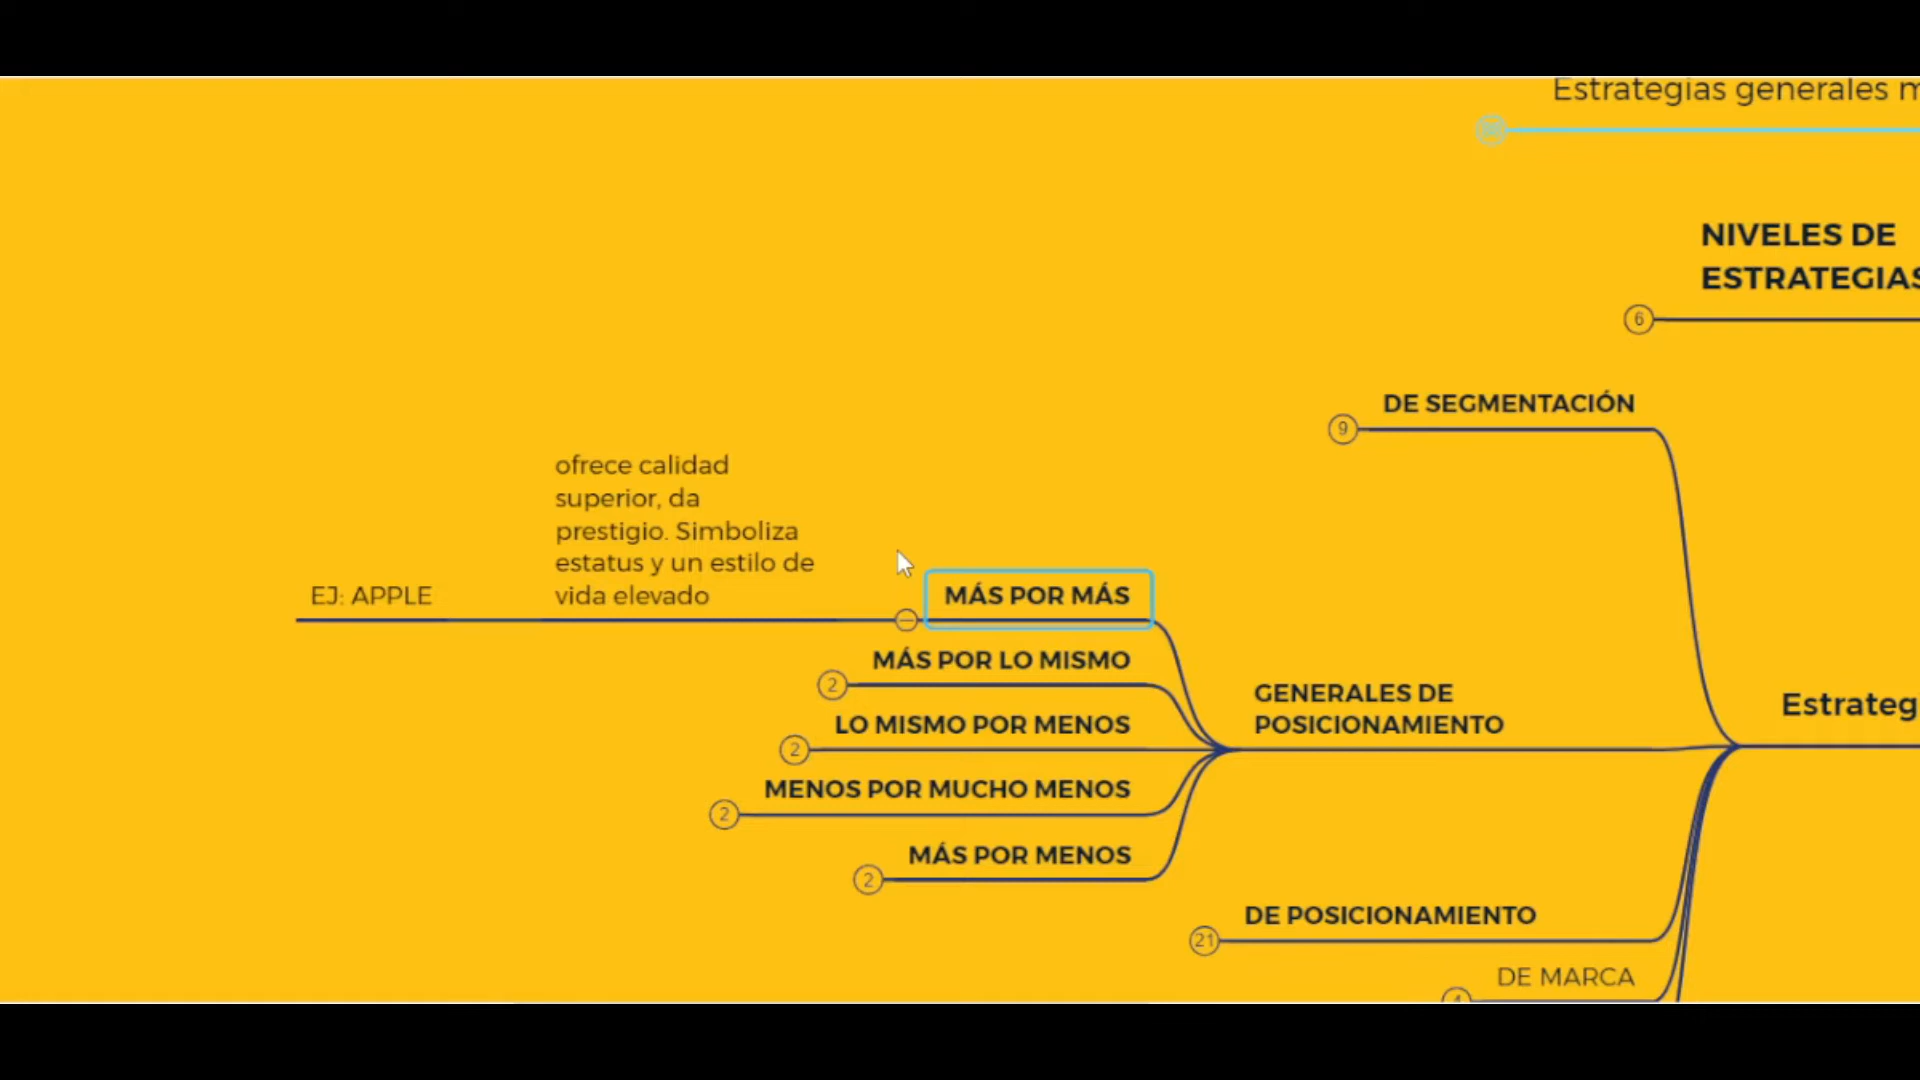 Estrategias generales
NIVELES DE
ESTRATEGIAS
6
DE SEGMENTACIÓN
9
ofrece calidad
superior, da
prestigio. Simboliza
estatus y un estilo de
vida elevado
EJ: APPLE
MÁS POR MÁS
MÁS POR LO MISMO
2
LO MISMO POR MENOS
2
MENOS POR MUCHO MENOS
2
MÁS POR MENOS
2
GENERALES DE
POSICIONAMIENTO
Estrateg
DE POSICIONAMIENTO
21
DE MARCA
4